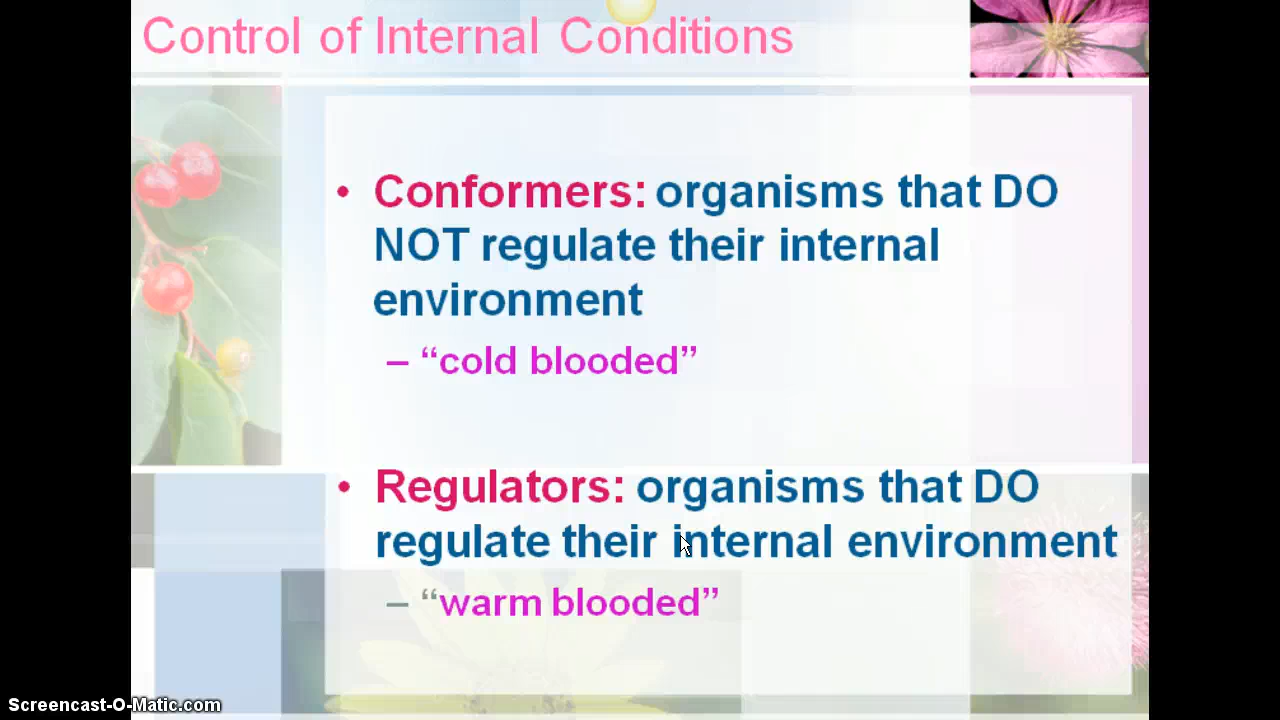 Control of Internal Conditions
• Conformers: organisms that DO
NOT regulate their internal
environment
– “cold blooded”
• Regulators: organisms that DO
regulate their internal environment
– “warm blooded”
Screencast-O-Matic.com